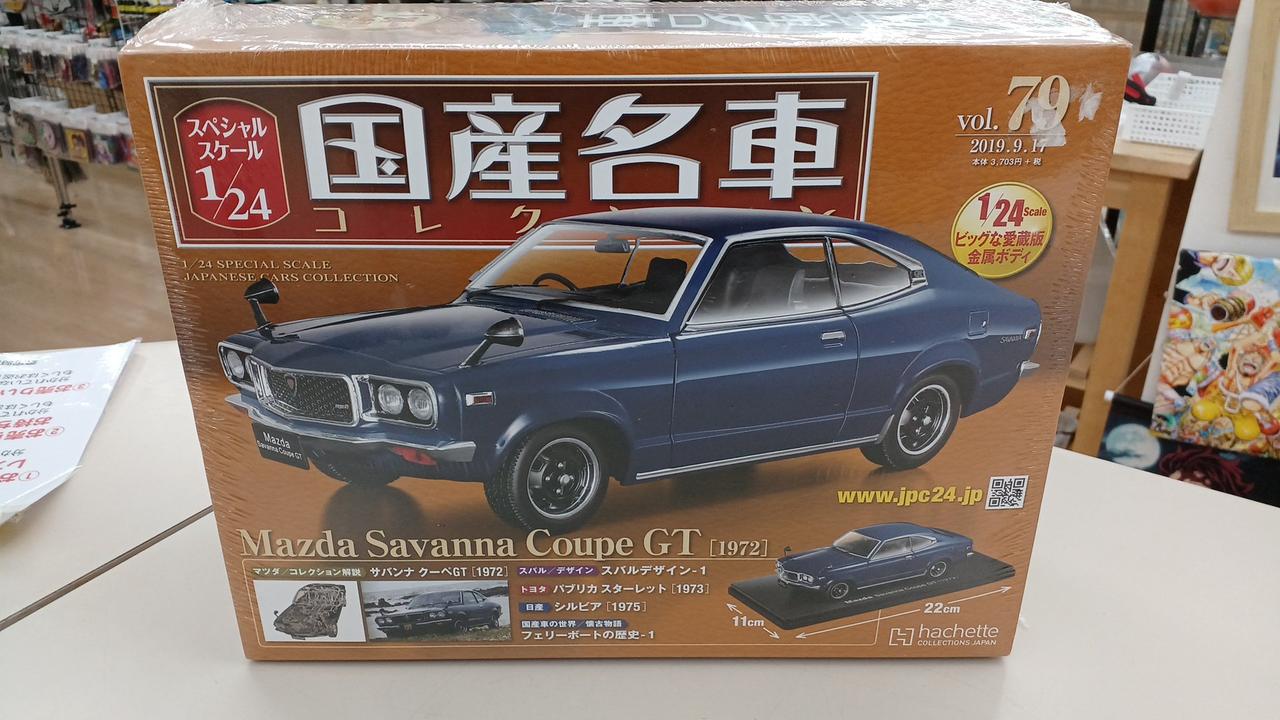 スペシャル
スケール
1/24
国産名車
コレクション
1/24 SPECIAL SCALE
JAPANESE CARS COLLECTION
vol. 79
2019.9.17
本体 3,703円+税
1/24 Scale
ビッグな愛蔵版
金属ボディ
SAVANNA
Mazda
Savanna Coupe GT
www.jpc24.jp
Mazda Savanna Coupe GT [1972]
マツダ/コレクション解説 サバンナ クーペGT [1972]
スバル/デザイン スバルデザイン-1
トヨタ パブリカ スターレット [1973]
日産 シルビア [1975]
国産車の世界/懐古物語
フェリーボートの歴史-1
11cm
22cm
hachette
COLLECTIONS JAPAN